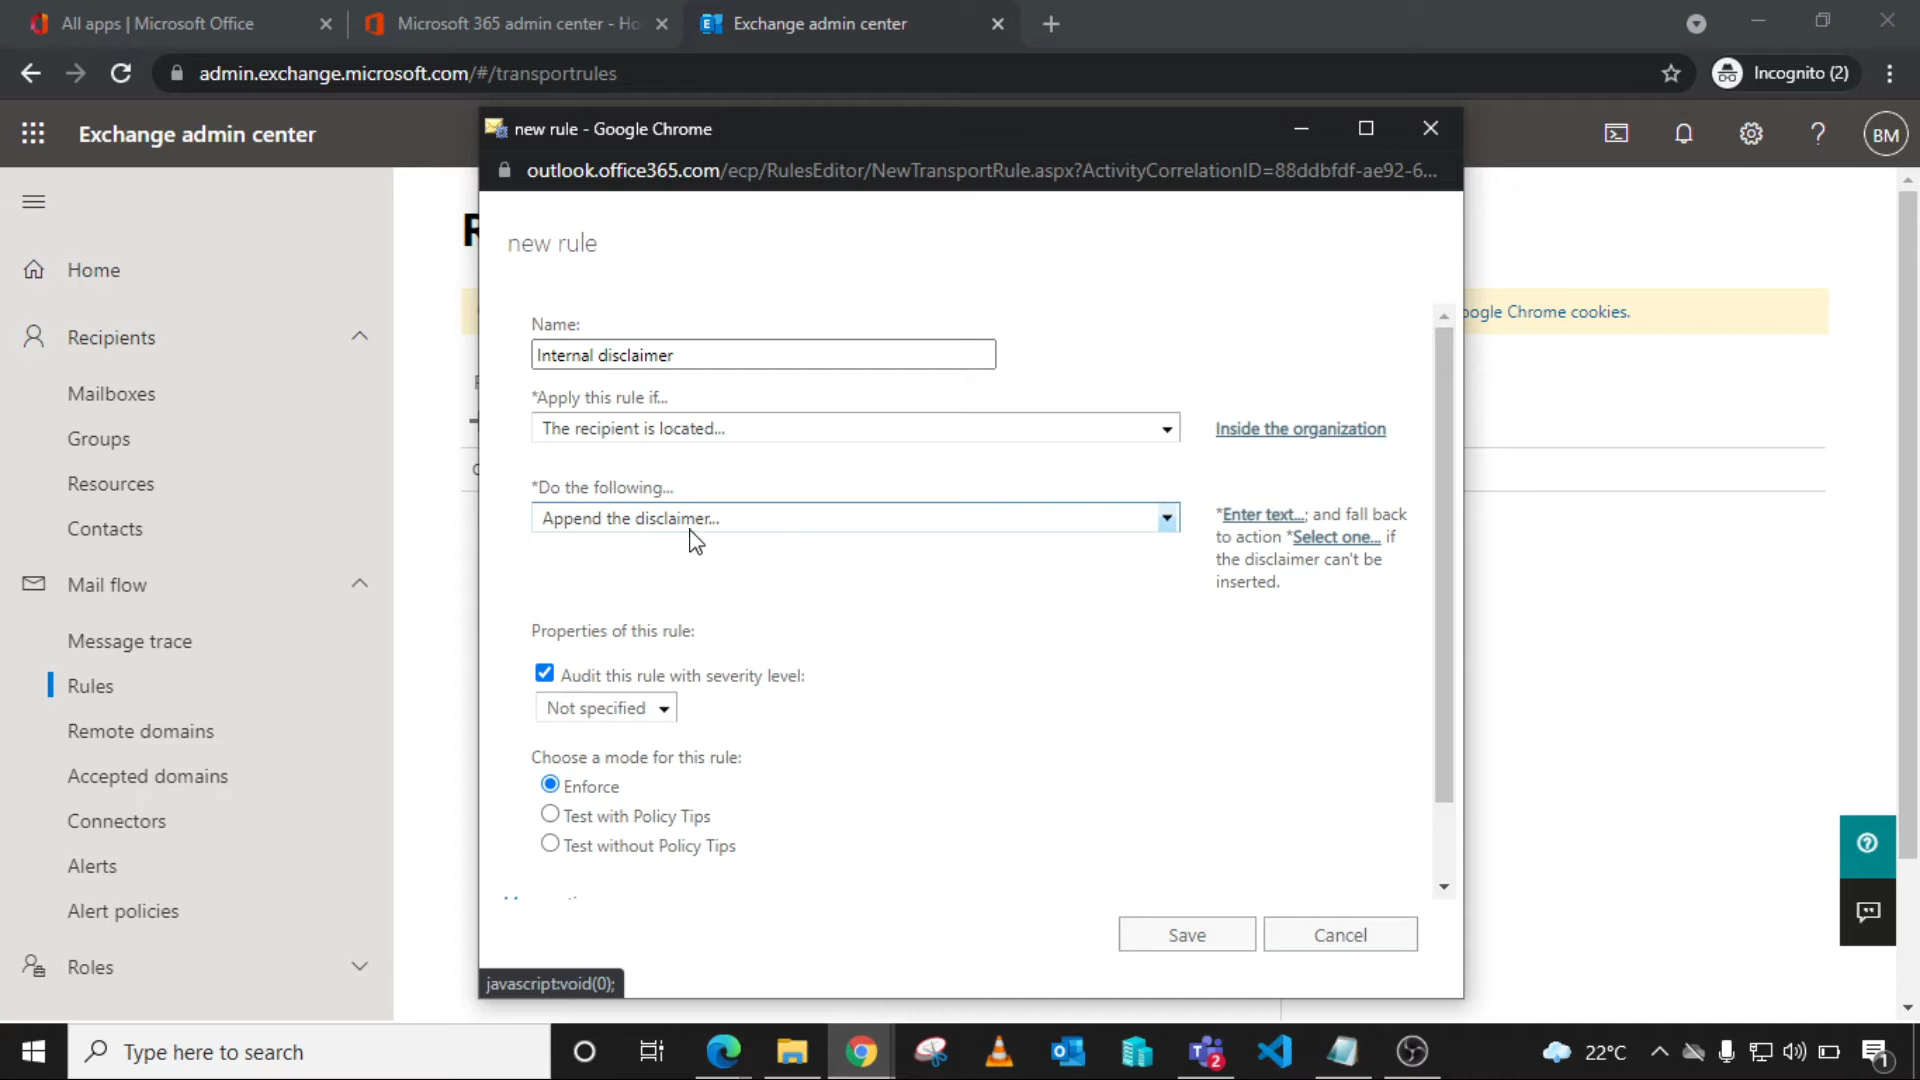 All apps | Microsoft Office
Microsoft 365 admin center - Ho
Exchange admin center
admin.exchange.microsoft.com/#/transportrules
Incognito (2)
Exchange admin center
BM
Home
Recipients
Mailboxes
Groups
Resources
Contacts
Mail flow
Message trace
Rules
Remote domains
Accepted domains
Connectors
Alerts
Alert policies
Roles
oogle Chrome cookies.
new rule - Google Chrome
outlook.office365.com/ecp/RulesEditor/NewTransportRule.aspx?ActivityCorrelationID=88ddbfdf-ae92-6...
new rule
Name:
Internal disclaimer
*Apply this rule if...
The recipient is located...
Inside the organization
*Do the following...
Append the disclaimer...
*Enter text...; and fall back
to action *Select one... if
the disclaimer can't be
inserted.
Properties of this rule:
Audit this rule with severity level:
Not specified
Choose a mode for this rule:
Enforce
Test with Policy Tips
Test without Policy Tips
Save
Cancel
javascript:void(0);
Type here to search
2
22°C
1